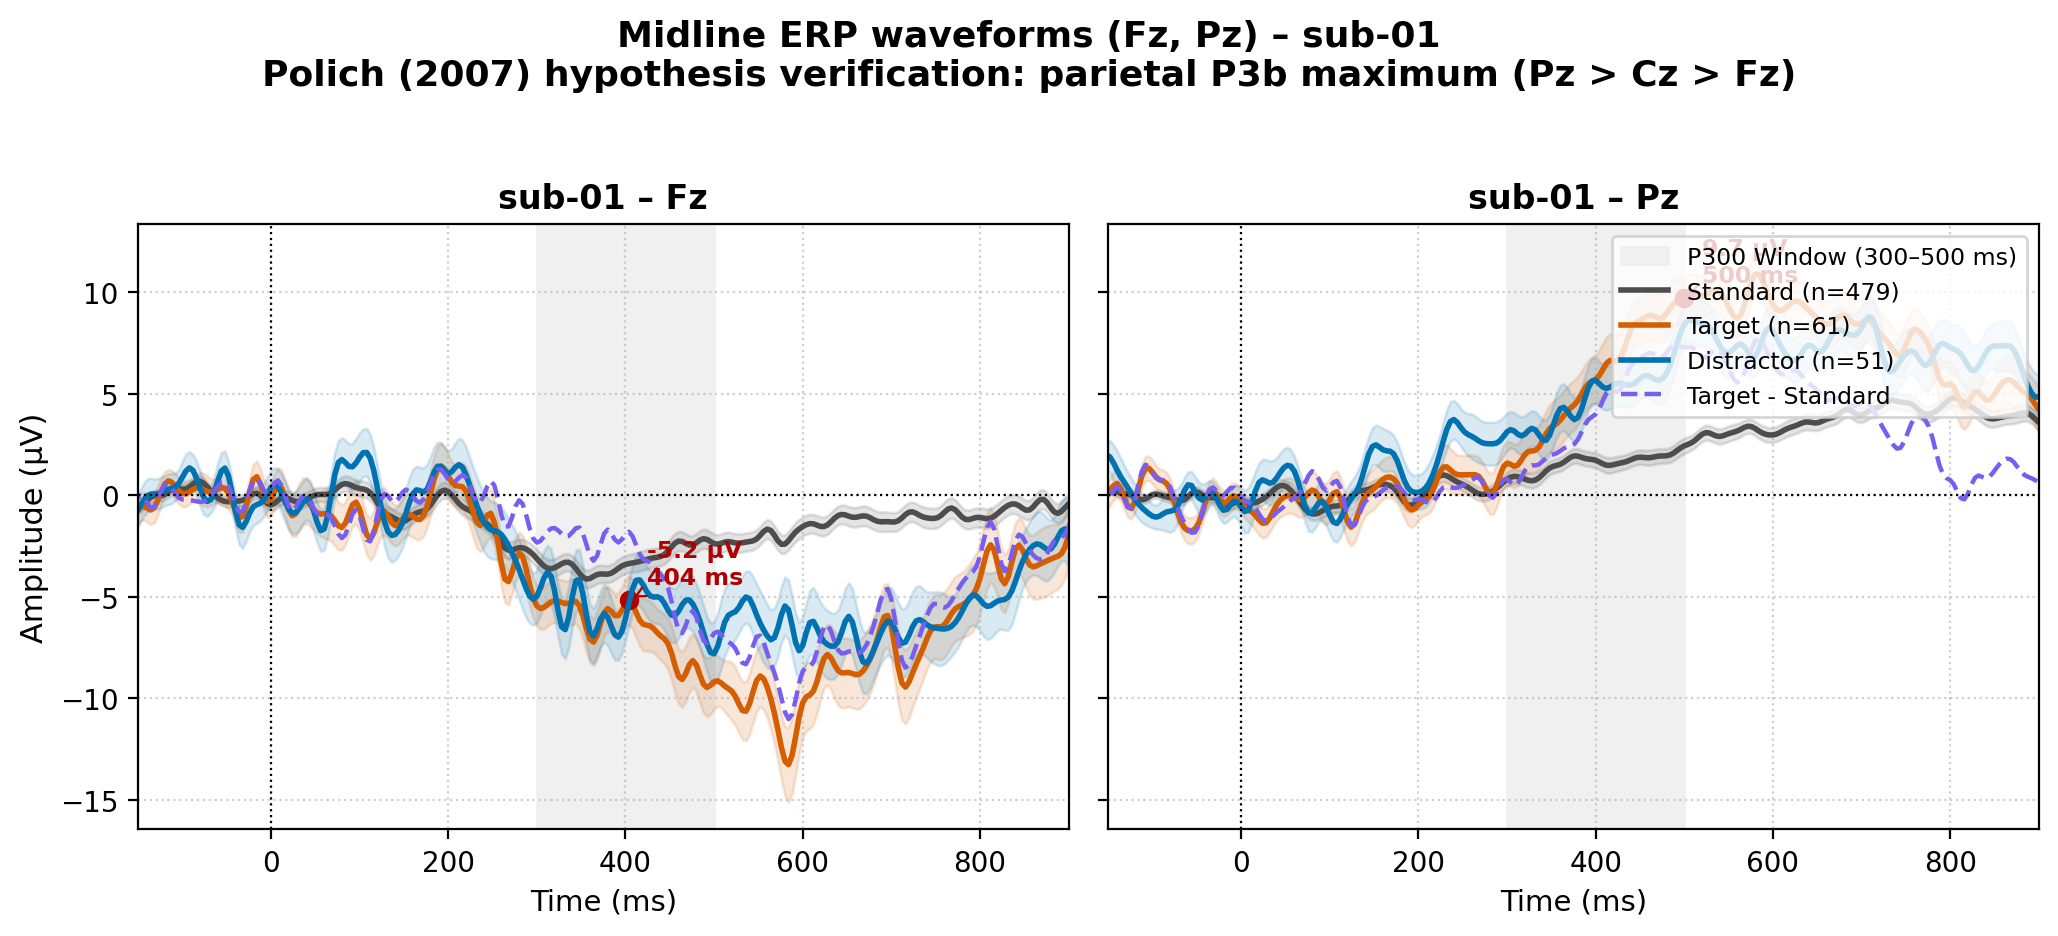 Midline ERP waveforms (Fz, Pz) – sub-01
Polich (2007) hypothesis verification: parietal P3b maximum (Pz > Cz > Fz)
sub-01 – Fz
sub-01 – Pz
Amplitude (µV)
10
5
0
−5
−10
−15
-5.2 µV
404 ms
0
200
400
600
800
Time (ms)
9.7 µV
500 ms
P300 Window (300–500 ms)
Standard (n=479)
Target (n=61)
Distractor (n=51)
Target - Standard
0
200
400
600
800
Time (ms)